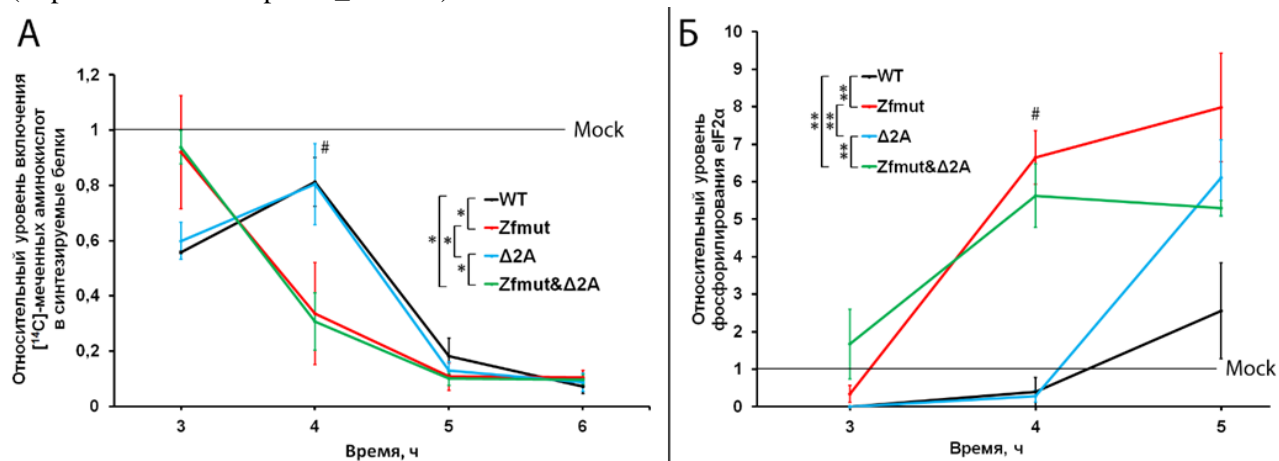 А
Относительный уровень включения
[¹⁴C]-меченных аминокислот
в синтезируемые белки
1,2
1
0,8
0,6
0,4
0,2
0
Mock
#
WT
Zfmut
Δ2A
Zfmut&Δ2A
*
*
*
*
3 4 5 6
Время, ч
Б
Относительный уровень
фосфорилирования eIF2α
10
9
8
7
6
5
4
3
2
1
0
WT
Zfmut
Δ2A
Zfmut&Δ2A
**
**
**
**
#
Mock
3 4 5
Время, ч